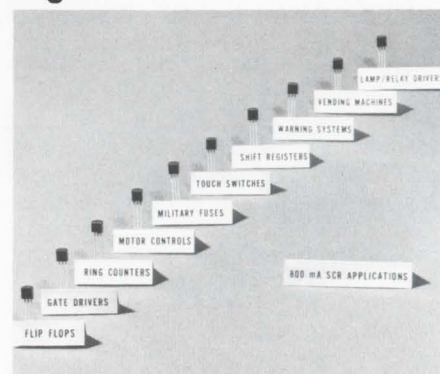 LAMP/RELAY DRIVERS
VENDING MACHINES
WARNING SYSTEMS
SHIFT REGISTERS
TOUCH SWITCHES
MILITARY FUSES
MOTOR CONTROLS
RING COUNTERS
GATE DRIVERS
800 mA SCR APPLICATIONS
FLIP FLOPS